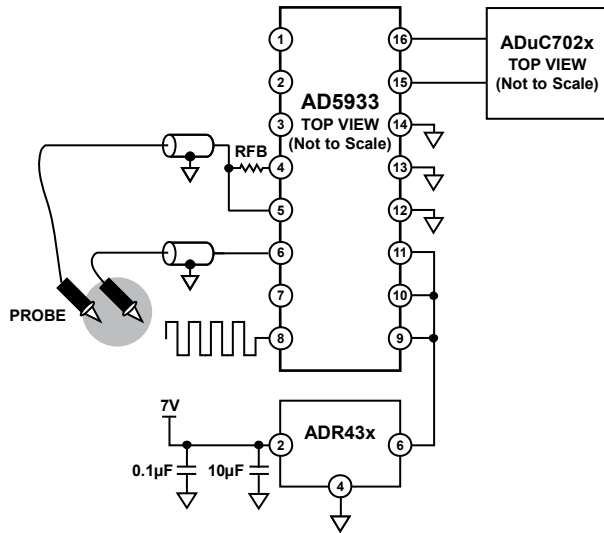 1
16
ADuC702x
TOP VIEW
(Not to Scale)
2
15
AD5933
TOP VIEW
(Not to Scale)
3
14
RFB
4
13
5
12
6
11
7
10
PROBE
8
9
7V
ADR43x
2
6
0.1µF
10µF
4